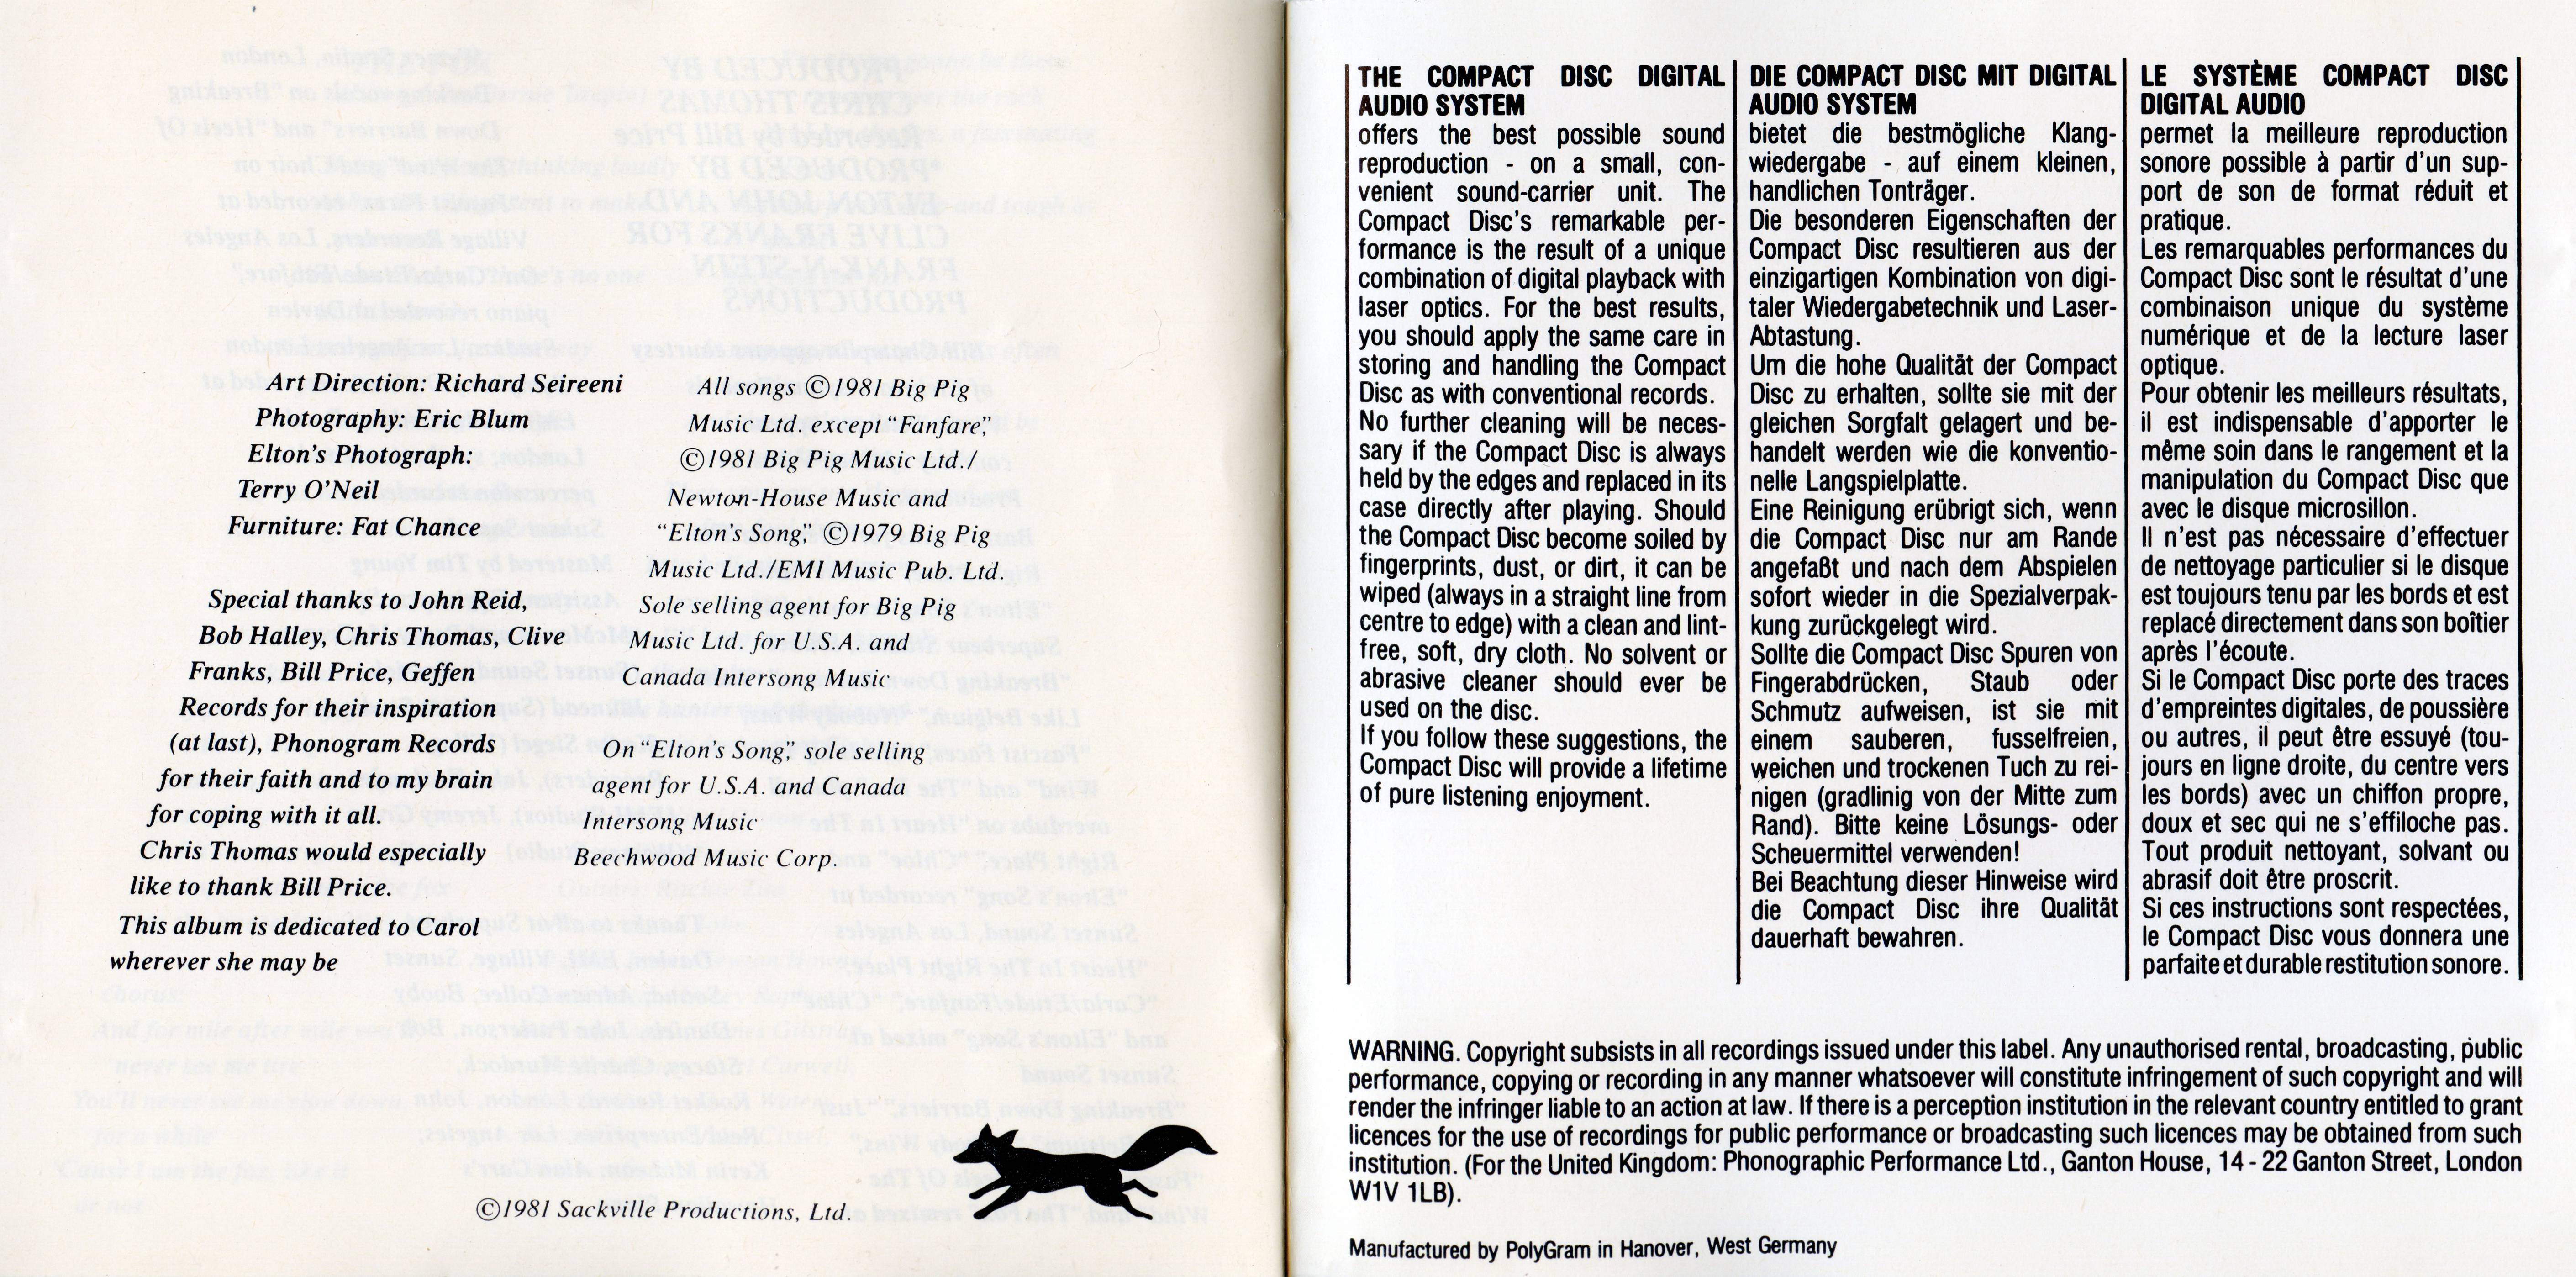 Art Direction: Richard Seireeni
Photography: Eric Blum
Elton's Photograph:
Terry O'Neil
Furniture: Fat Chance
Special thanks to John Reid,
Bob Halley, Chris Thomas, Clive
Franks, Bill Price, Geffen
Records for their inspiration
(at last), Phonogram Records
for their faith and to my brain
for coping with it all.
Chris Thomas would especially
like to thank Bill Price.
This album is dedicated to Carol
wherever she may be
All songs ©1981 Big Pig
Music Ltd. except “Fanfare,”
©1981 Big Pig Music Ltd./
Newton-House Music and
“Elton's Song,” ©1979 Big Pig
Music Ltd./EMI Music Pub. Ltd.
Sole selling agent for Big Pig
Music Ltd. for U.S.A. and
Canada Intersong Music
On “Elton's Song,” sole selling
agent for U.S.A. and Canada
Intersong Music
Beechwood Music Corp.
©1981 Sackville Productions, Ltd.
THE COMPACT DISC DIGITAL
AUDIO SYSTEM
offers the best possible sound
reproduction - on a small, con-
venient sound-carrier unit. The
Compact Disc's remarkable per-
formance is the result of a unique
combination of digital playback with
laser optics. For the best results,
you should apply the same care in
storing and handling the Compact
Disc as with conventional records.
No further cleaning will be neces-
sary if the Compact Disc is always
held by the edges and replaced in its
case directly after playing. Should
the Compact Disc become soiled by
fingerprints, dust, or dirt, it can be
wiped (always in a straight line from
centre to edge) with a clean and lint-
free, soft, dry cloth. No solvent or
abrasive cleaner should ever be
used on the disc.
If you follow these suggestions, the
Compact Disc will provide a lifetime
of pure listening enjoyment.
DIE COMPACT DISC MIT DIGITAL
AUDIO SYSTEM
bietet die bestmögliche Klang-
wiedergabe - auf einem kleinen,
handlichen Tonträger.
Die besonderen Eigenschaften der
Compact Disc resultieren aus der
einzigartigen Kombination von digi-
taler Wiedergabetechnik und Laser-
Abtastung.
Um die hohe Qualität der Compact
Disc zu erhalten, sollte sie mit der
gleichen Sorgfalt gelagert und be-
handelt werden wie die konventio-
nelle Langspielplatte.
Eine Reinigung erübrigt sich, wenn
die Compact Disc nur am Rande
angefaßt und nach dem Abspielen
sofort wieder in die Spezialverpak-
kung zurückgelegt wird.
Sollte die Compact Disc Spuren von
Fingerabdrücken, Staub oder
Schmutz aufweisen, ist sie mit
einem sauberen, fusselfreien,
weichen und trockenen Tuch zu rei-
nigen (gradlinig von der Mitte zum
Rand). Bitte keine Lösungs- oder
Scheuermittel verwenden!
Bei Beachtung dieser Hinweise wird
die Compact Disc ihre Qualität
dauerhaft bewahren.
LE SYSTÈME COMPACT DISC
DIGITAL AUDIO
permet la meilleure reproduction
sonore possible à partir d'un sup-
port de son de format réduit et
pratique.
Les remarquables performances du
Compact Disc sont le résultat d'une
combinaison unique du système
numérique et de la lecture laser
optique.
Pour obtenir les meilleurs résultats,
il est indispensable d'apporter le
même soin dans le rangement et la
manipulation du Compact Disc que
avec le disque microsillon.
Il n'est pas nécessaire d'effectuer
de nettoyage particulier si le disque
est toujours tenu par les bords et est
replacé directement dans son boîtier
après l'écoute.
Si le Compact Disc porte des traces
d'empreintes digitales, de poussière
ou autres, il peut être essuyé (tou-
jours en ligne droite, du centre vers
les bords) avec un chiffon propre,
doux et sec qui ne s'effiloche pas.
Tout produit nettoyant, solvant ou
abrasif doit être proscrit.
Si ces instructions sont respectées,
le Compact Disc vous donnera une
parfaite et durable restitution sonore.
WARNING. Copyright subsists in all recordings issued under this label. Any unauthorised rental, broadcasting, public
performance, copying or recording in any manner whatsoever will constitute infringement of such copyright and will
render the infringer liable to an action at law. If there is a perception institution in the relevant country entitled to grant
licences for the use of recordings for public performance or broadcasting such licences may be obtained from such
institution. (For the United Kingdom: Phonographic Performance Ltd., Ganton House, 14 - 22 Ganton Street, London
W1V 1LB).
Manufactured by PolyGram in Hanover, West Germany